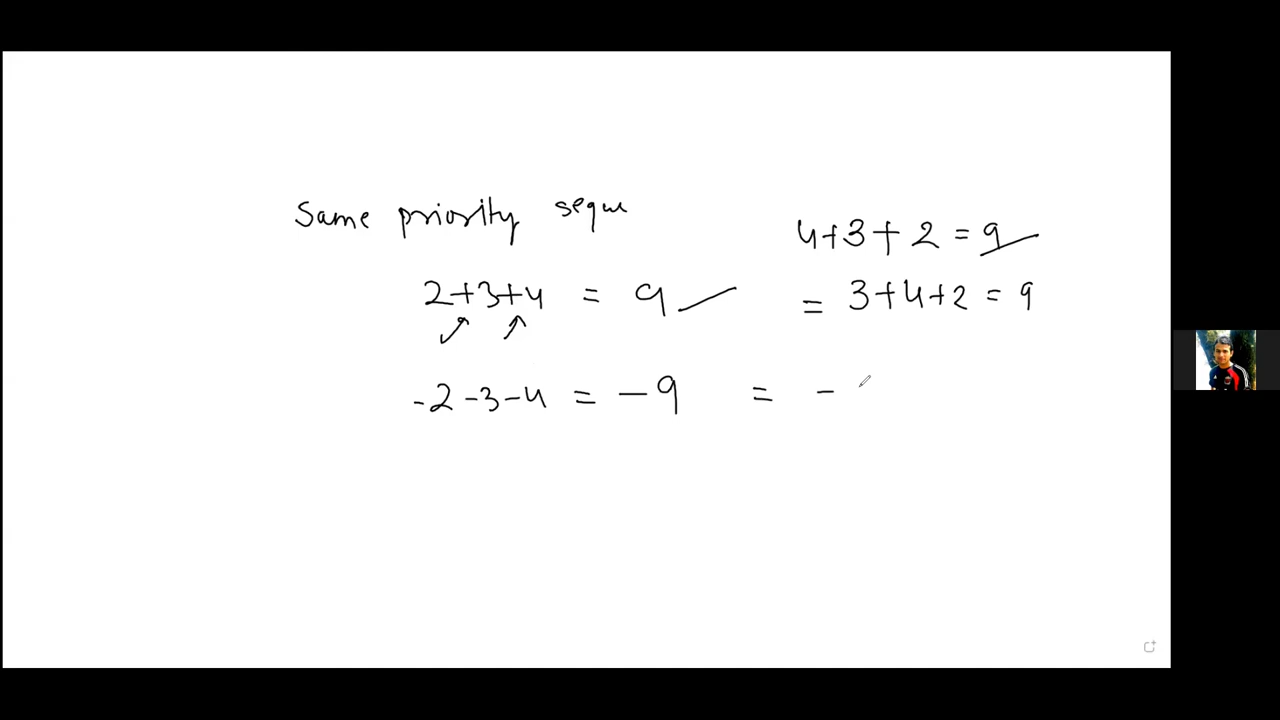 Same priority sequ
4+3+2 = 9
2+3+4 = 9
= 3+4+2 = 9
-2-3-4 = -9 = -